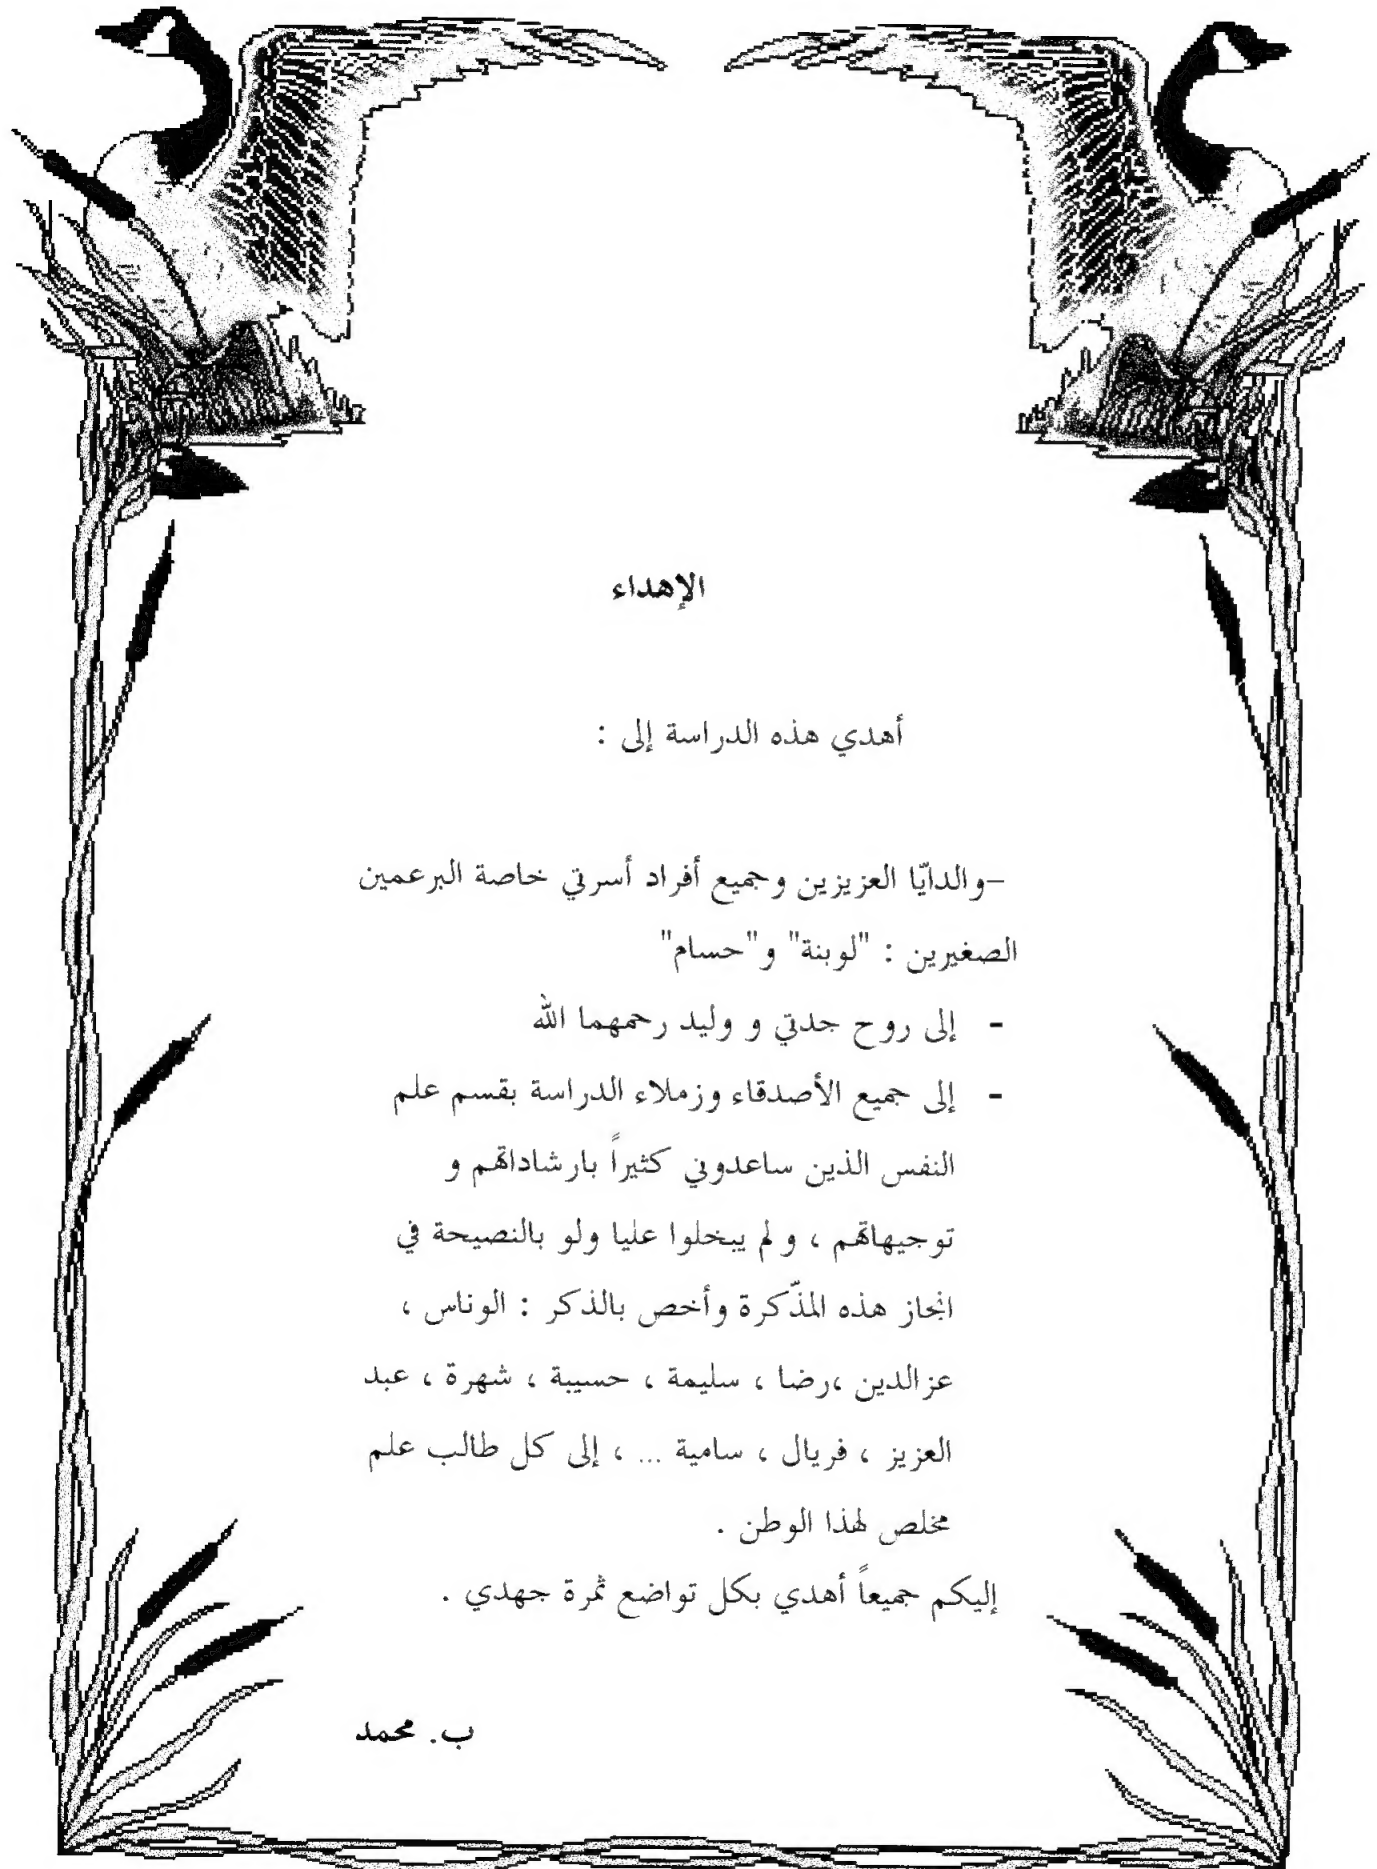 الإهداء
أهدي هذه الدراسة إلى :
-والدايّا العزيزين وجميع أفراد أسرتي خاصة البرعمين
الصغيرين : "لوبنة" و"حسام"
- إلى روح جدتي و وليد رحمهما الله
- إلى جميع الأصدقاء وزملاء الدراسة بقسم علم
النفس الذين ساعدوني كثيراً بارشاداتهم و
توجيهاتهم ، و لم يبخلوا عليا ولو بالنصيحة في
انجاز هذه المذّكرة وأخص بالذكر : الوناس ،
عزالدين ،رضا ، سليمة ، حسيبة ، شهرة ، عبد
العزيز ، فريال ، سامية ... ، إلى كل طالب علم
مخلص لهذا الوطن .
إليكم جميعاً أهدي بكل تواضع ثمرة جهدي .
ب. محمد